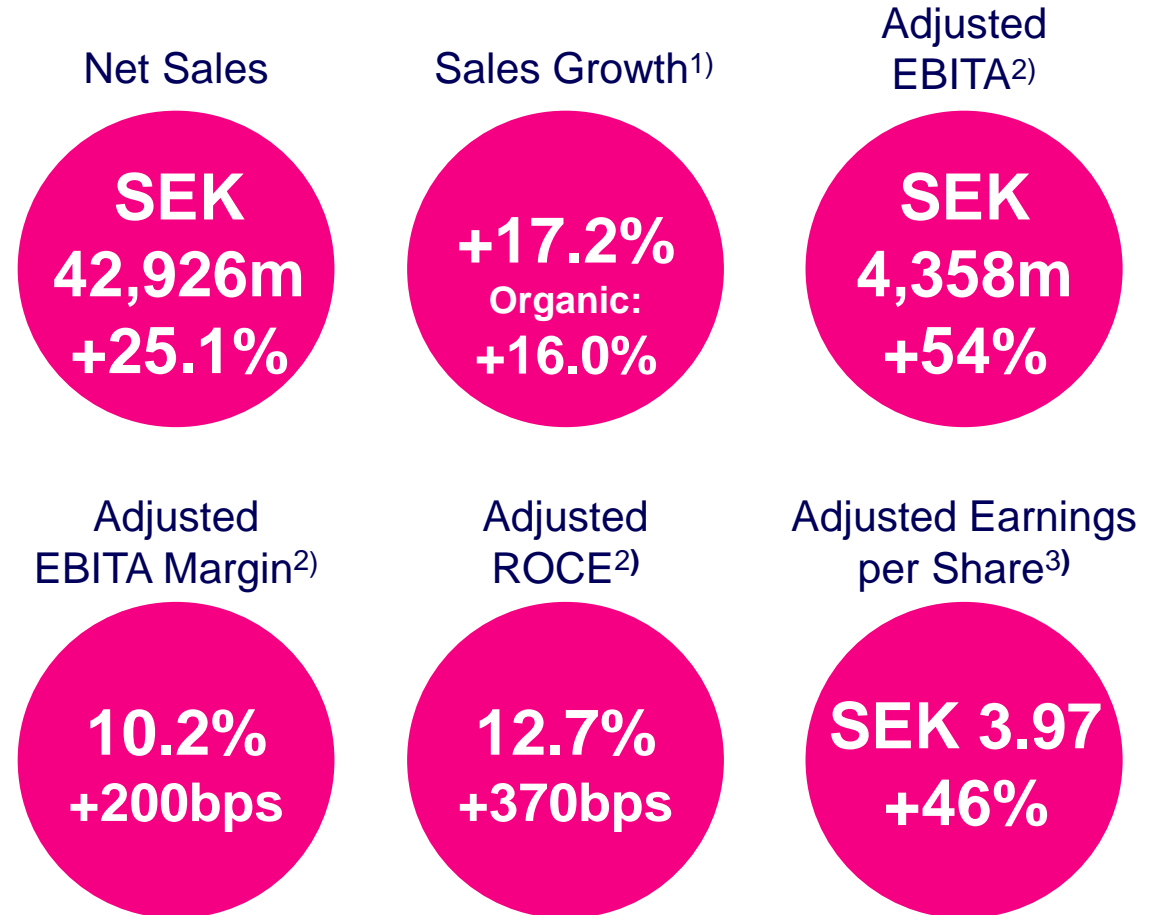 Net Sales
SEK
42,926m
+25.1%
Sales Growth1)
+17.2%
Organic:
+16.0%
Adjusted
EBITA2)
SEK
4,358m
+54%
Adjusted
EBITA Margin2)
10.2%
+200bps
Adjusted
ROCE2)
12.7%
+370bps
Adjusted Earnings
per Share3)
SEK 3.97
+46%